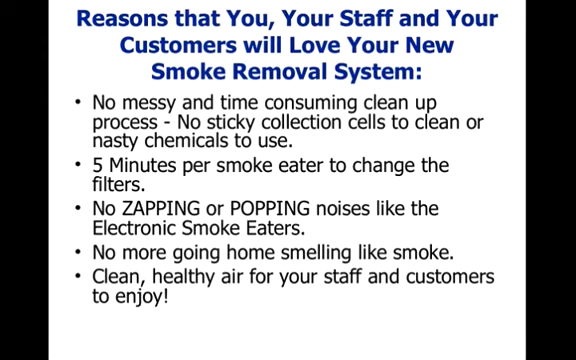 Reasons that You, Your Staff and Your
Customers will Love Your New
Smoke Removal System:
• No messy and time consuming clean up
process - No sticky collection cells to clean or
nasty chemicals to use.
• 5 Minutes per smoke eater to change the
filters.
• No ZAPPING or POPPING noises like the
Electronic Smoke Eaters.
• No more going home smelling like smoke.
• Clean, healthy air for your staff and customers
to enjoy!